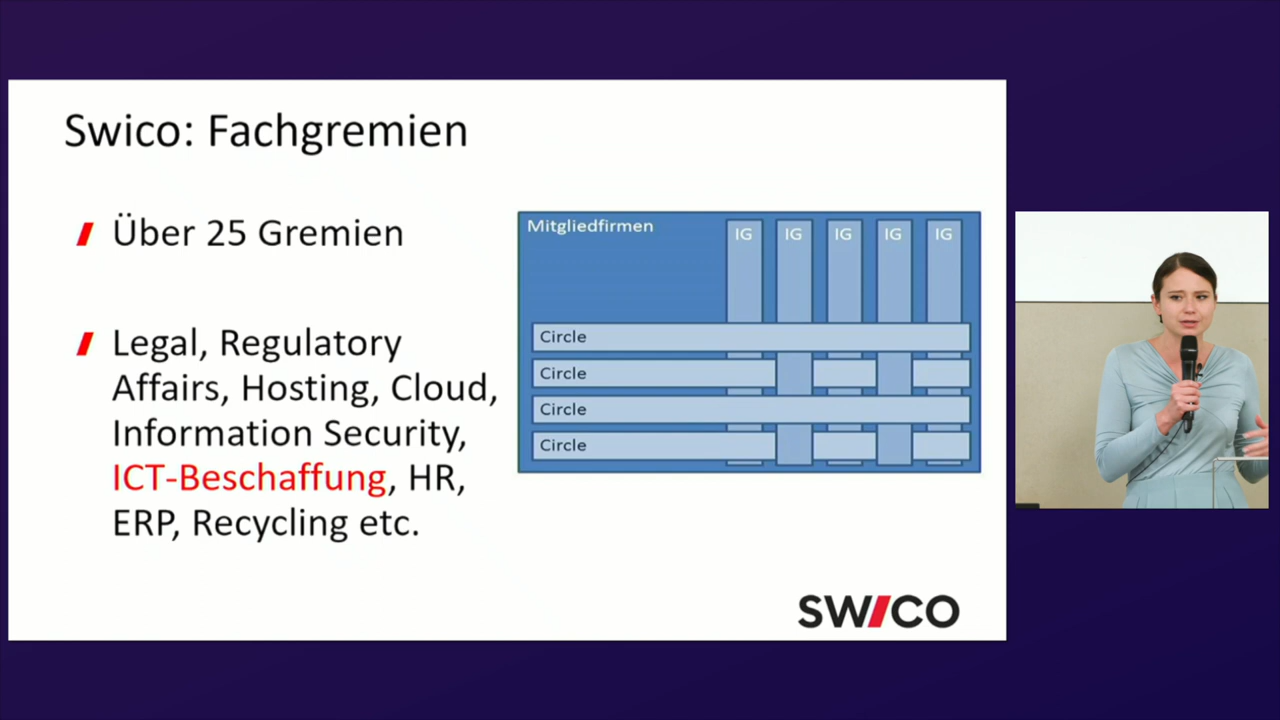 Swico: Fachgremien
Über 25 Gremien
Legal, Regulatory
Affairs, Hosting, Cloud,
Information Security,
ICT-Beschaffung, HR,
ERP, Recycling etc.
Mitgliedfirmen
IG IG IG IG IG
Circle
Circle
Circle
Circle
SWICO